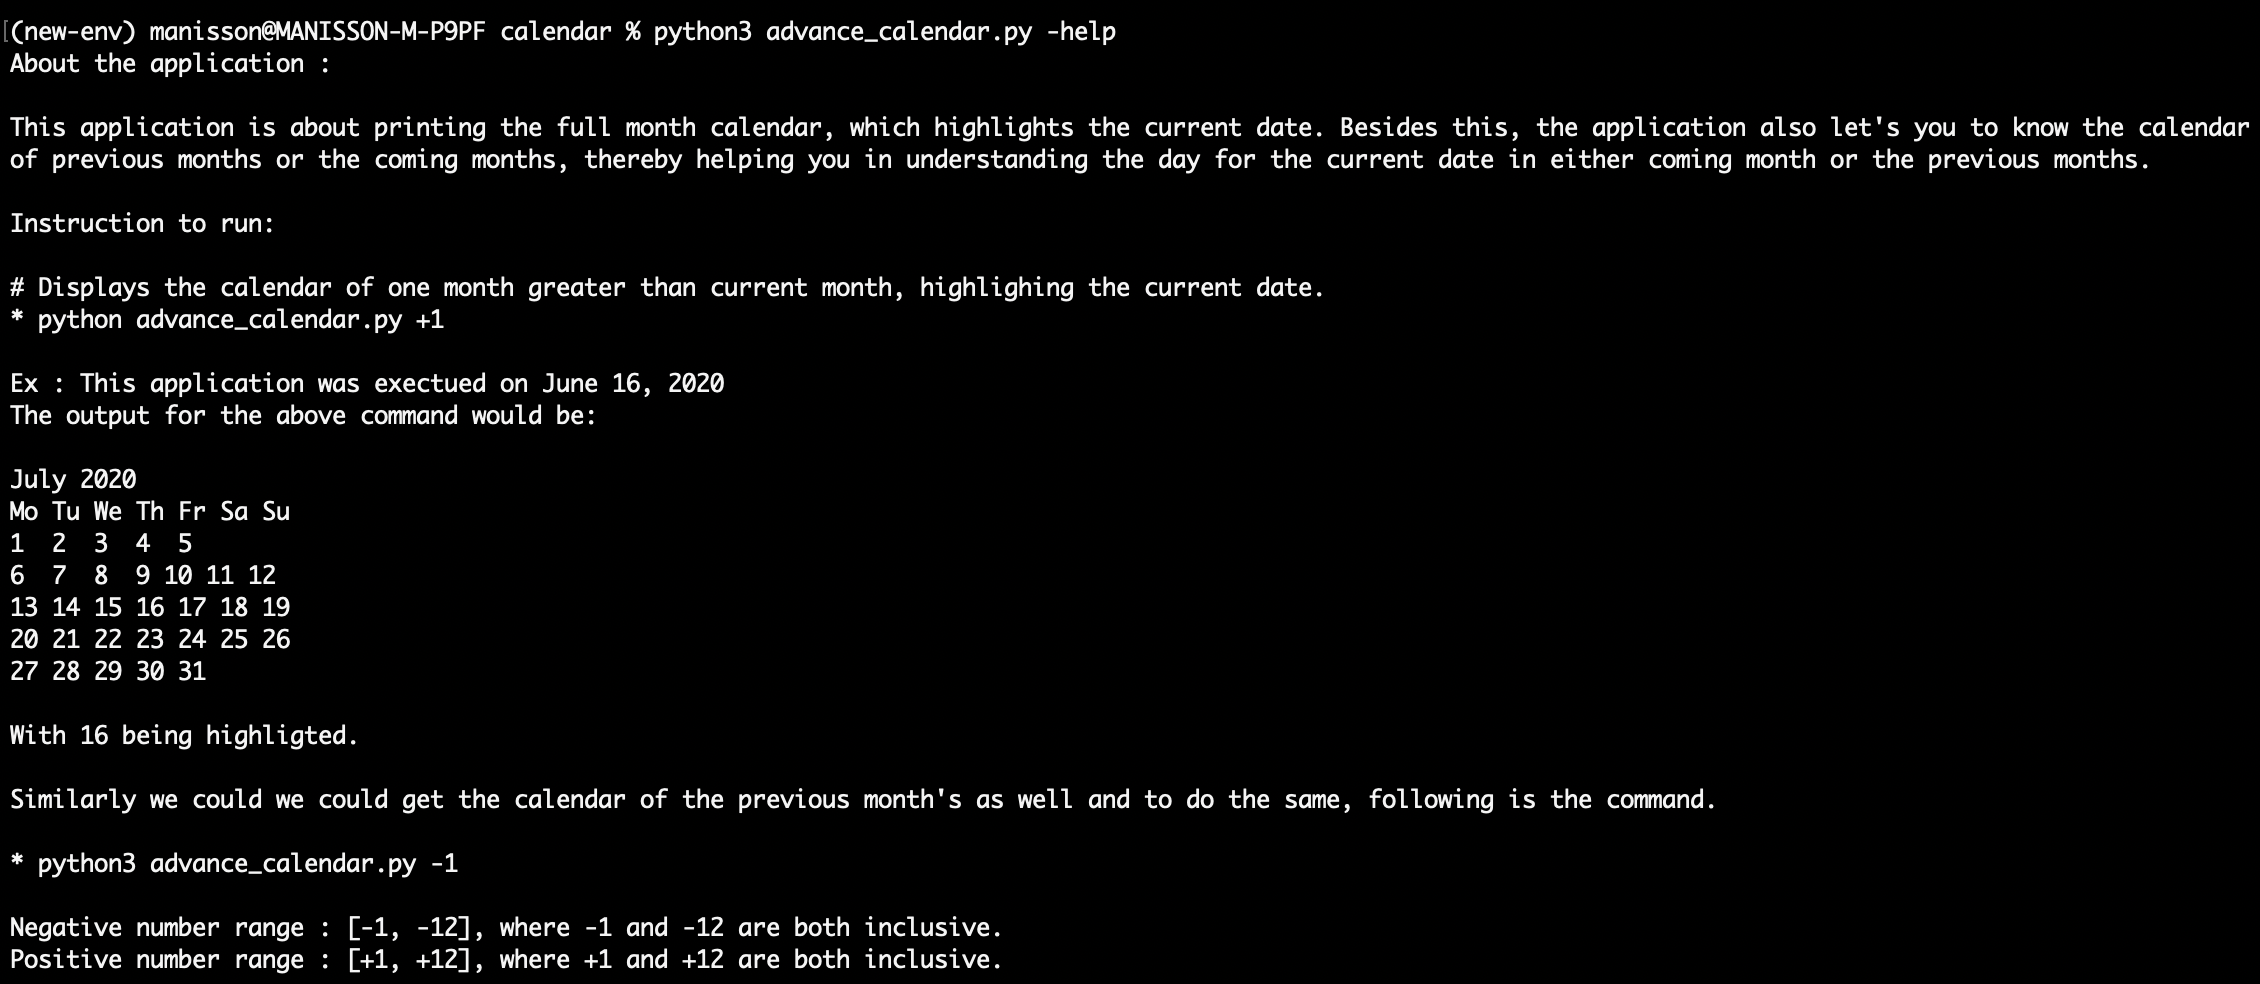 (new-env) manisson@MANISSON-M-P9PF calendar % python3 advance_calendar.py -help
About the application :
This application is about printing the full month calendar, which highlights the current date. Besides this, the application also let's you to know the calendar
of previous months or the coming months, thereby helping you in understanding the day for the current date in either coming month or the previous months.
Instruction to run:
# Displays the calendar of one month greater than current month, highlighing the current date.
* python advance_calendar.py +1
Ex : This application was exectued on June 16, 2020
The output for the above command would be:
July 2020
Mo Tu We Th Fr Sa Su
1  2  3  4  5
6  7  8  9 10 11 12
13 14 15 16 17 18 19
20 21 22 23 24 25 26
27 28 29 30 31
With 16 being highligted.
Similarly we could we could get the calendar of the previous month's as well and to do the same, following is the command.
* python3 advance_calendar.py -1
Negative number range : [-1, -12], where -1 and -12 are both inclusive.
Positive number range : [+1, +12], where +1 and +12 are both inclusive.